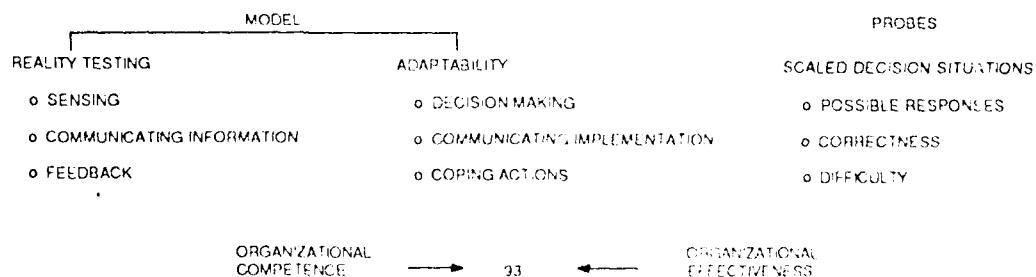 MODEL
PROBES
REALITY TESTING
ADAPTABILITY
SCALED DECISION SITUATIONS
o SENSING
o DECISION MAKING
o POSSIBLE RESPONSES
o COMMUNICATING INFORMATION
o COMMUNICATING IMPLEMENTATION
o CORRECTNESS
o FEEDBACK
o COPING ACTIONS
o DIFFICULTY
ORGANIZATIONAL
COMPETENCE
93
ORGANIZATIONAL
EFFECTIVENESS